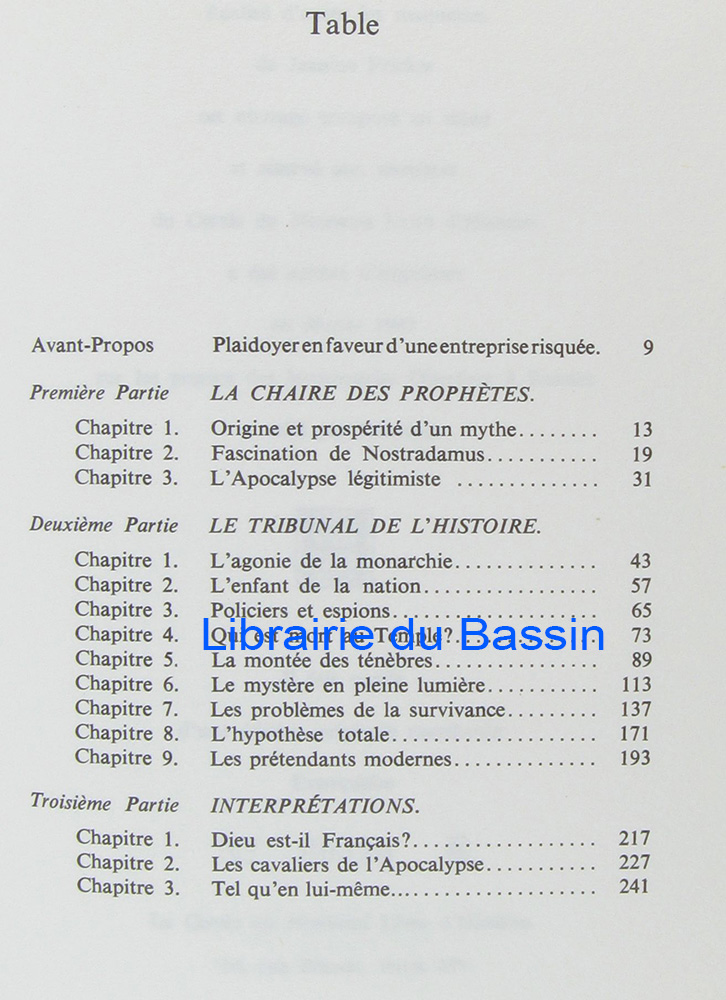 Table
Avant-Propos Plaidoyer en faveur d'une entreprise risquée. 9
Première Partie LA CHAIRE DES PROPHÈTES.
Chapitre 1. Origine et prospérité d'un mythe........ 13
Chapitre 2. Fascination de Nostradamus............ 19
Chapitre 3. L'Apocalypse légitimiste .............. 31
Deuxième Partie LE TRIBUNAL DE L'HISTOIRE.
Chapitre 1. L'agonie de la monarchie............... 43
Chapitre 2. L'enfant de la nation.................. 57
Chapitre 3. Policiers et espions..................... 65
Chapitre 4. Qui est mort au Temple?............... 73
Librairie du Bassin
Chapitre 5. La montée des ténèbres................. 89
Chapitre 6. Le mystère en pleine lumière............ 113
Chapitre 7. Les problèmes de la survivance......... 137
Chapitre 8. L'hypothèse totale...................... 171
Chapitre 9. Les prétendants modernes............... 193
Troisième Partie INTERPRÉTATIONS.
Chapitre 1. Dieu est-il Français?................... 217
Chapitre 2. Les cavaliers de l'Apocalypse............ 227
Chapitre 3. Tel qu'en lui-même..................... 241